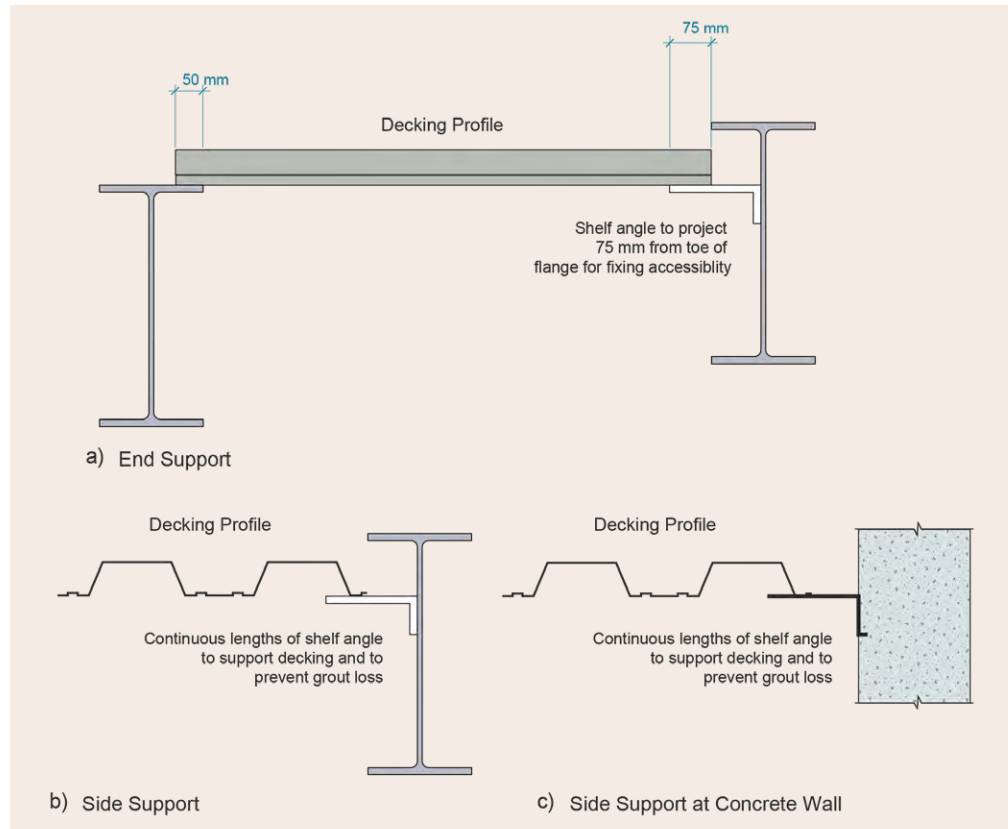 75 mm
50 mm
Decking Profile
Shelf angle to project
75 mm from toe of
flange for fixing accessiblity
a) End Support
Decking Profile
Continuous lengths of shelf angle
to support decking and to
prevent grout loss
b) Side Support
Decking Profile
Continuous lengths of shelf angle
to support decking and to
prevent grout loss
c) Side Support at Concrete Wall